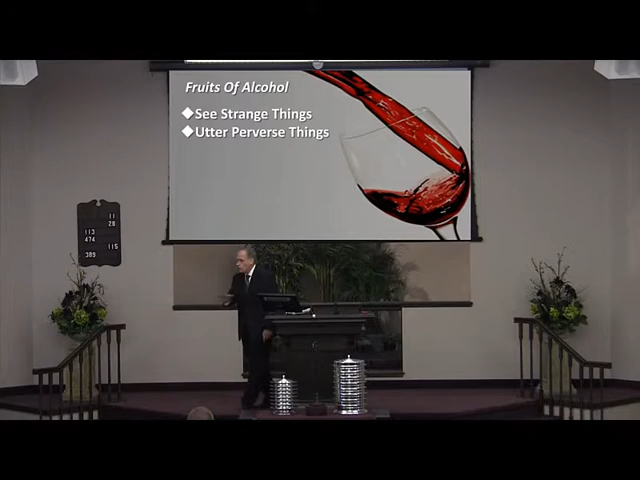 Fruits Of Alcohol
◆See Strange Things
◆Utter Perverse Things
11
28
113
474
115
389